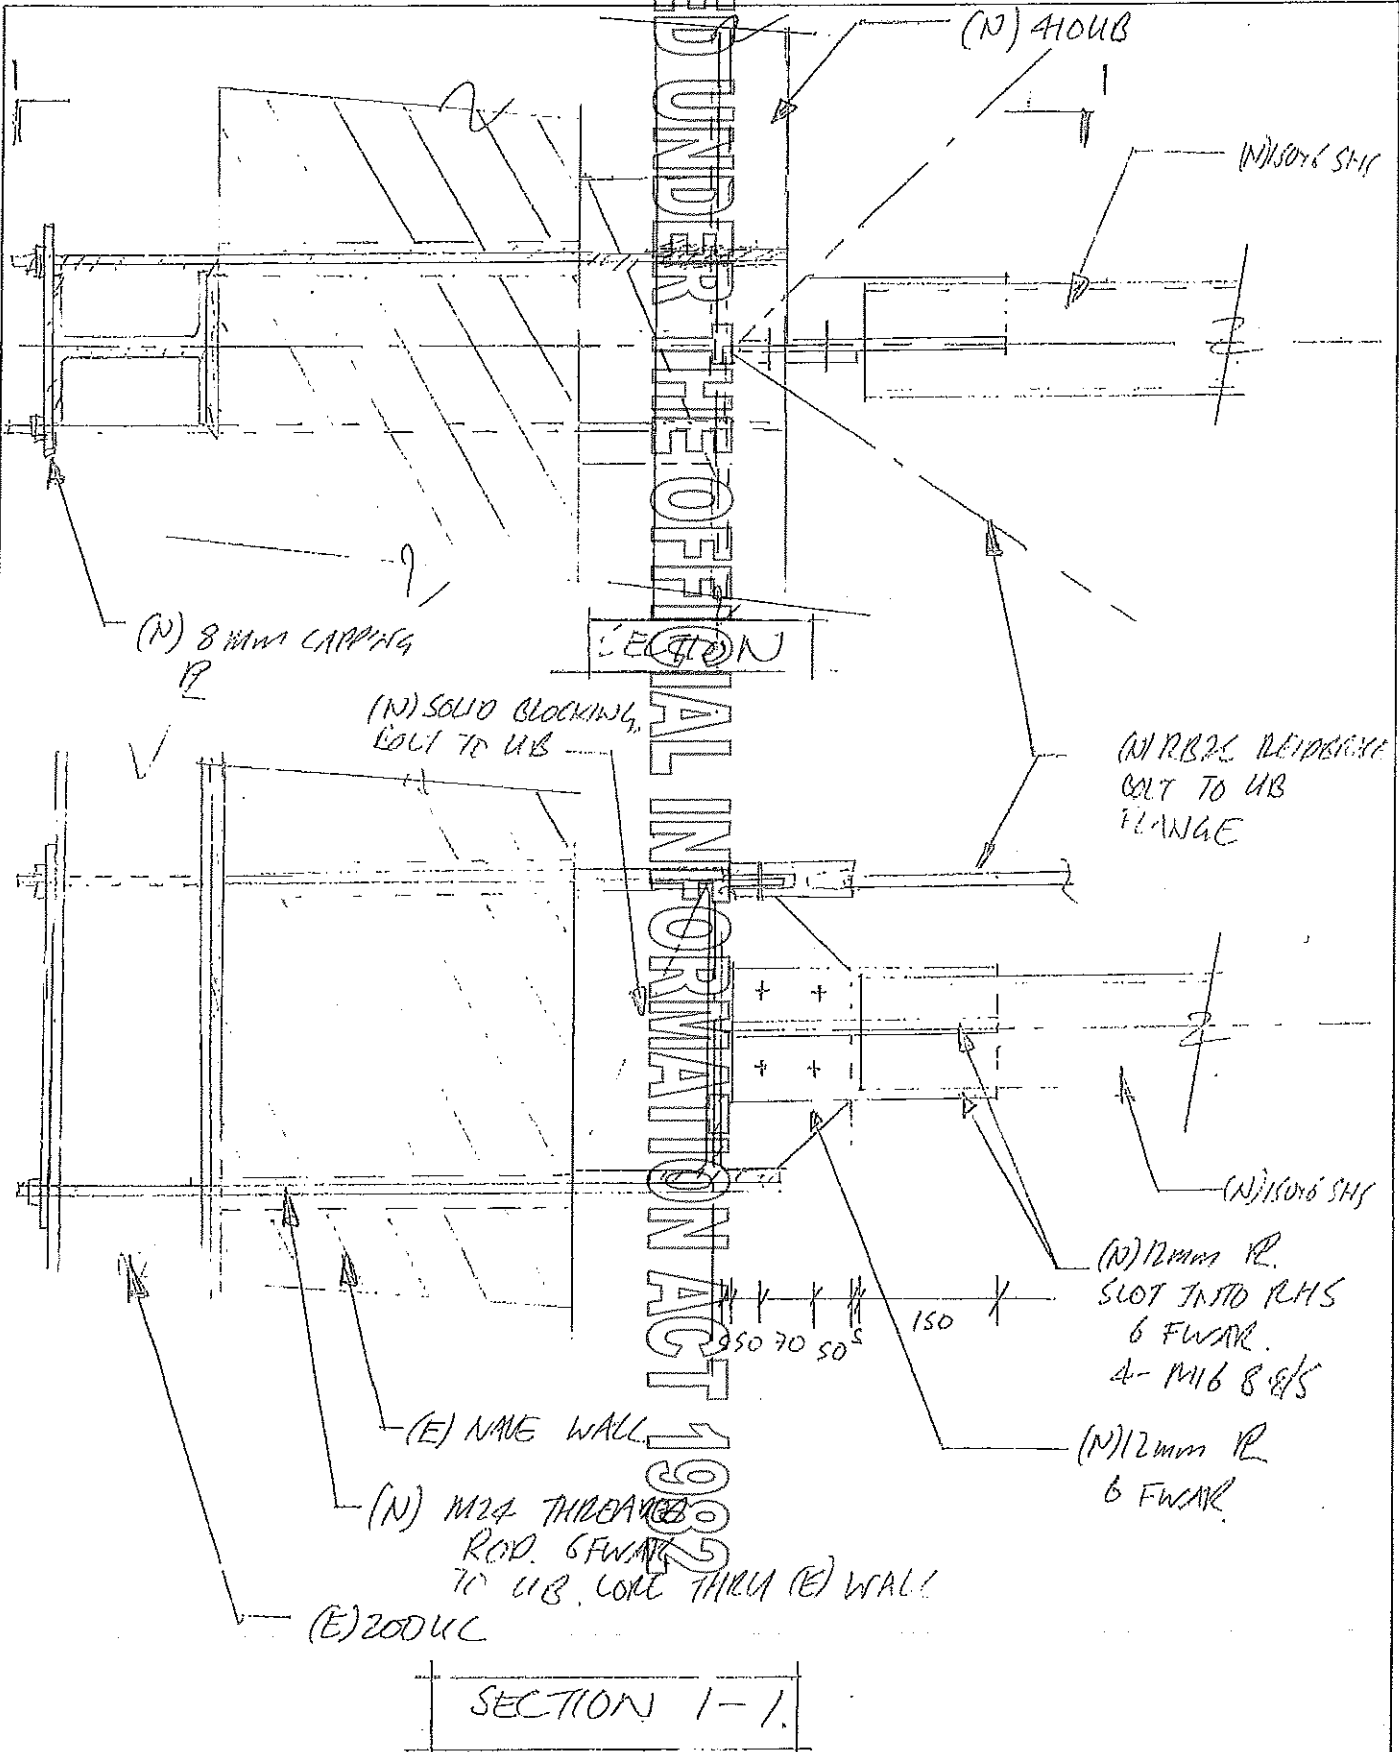 (N) 410UB
(N)150x6 SHS
(N) 8mm CAPPING
PL
SECTION
(N) SOLID BLOCKING,
BOLT TO UB
(N) RB25 REIDBRACE
BOLT TO UB
FLANGE
(N)150x6 SHS
(N)12mm PL.
SLOT INTO RHS
6 FWAR.
4- M16 8.8/S
50 70 50 5 150
(N)12mm PL
6 FWAR.
(E) NAVE WALL
(N) M24 THREADED
ROD. 6FWAR
TO UB. CORE THRU (E) WALL
(E) 200UC
SECTION 1-1.
D UNDER THE OFFICIAL INFORMATION ACT 1982